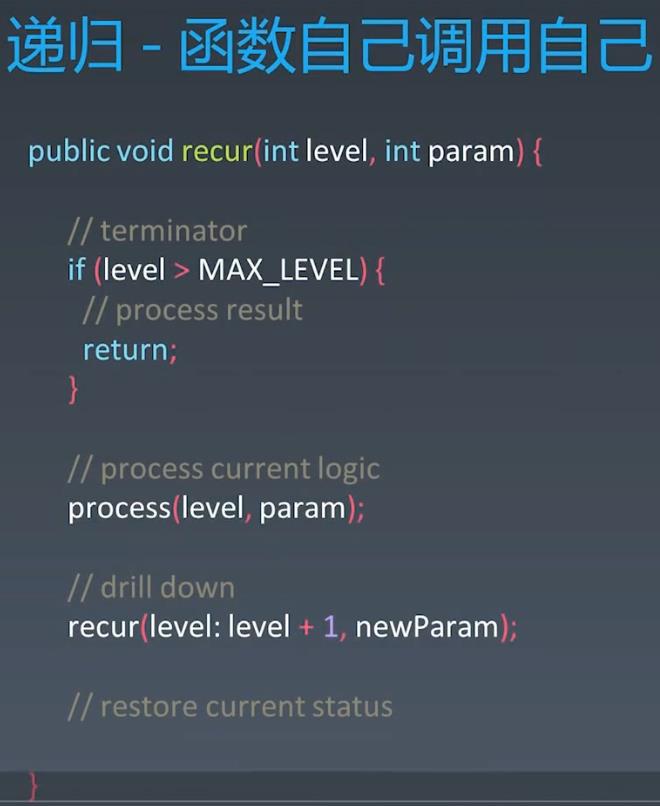 递归 - 函数自己调用自己
public void recur(int level, int param) {
// terminator
if (level > MAX_LEVEL) {
// process result
return;
}
// process current logic
process(level, param);
// drill down
recur(level: level + 1, newParam);
// restore current status
}